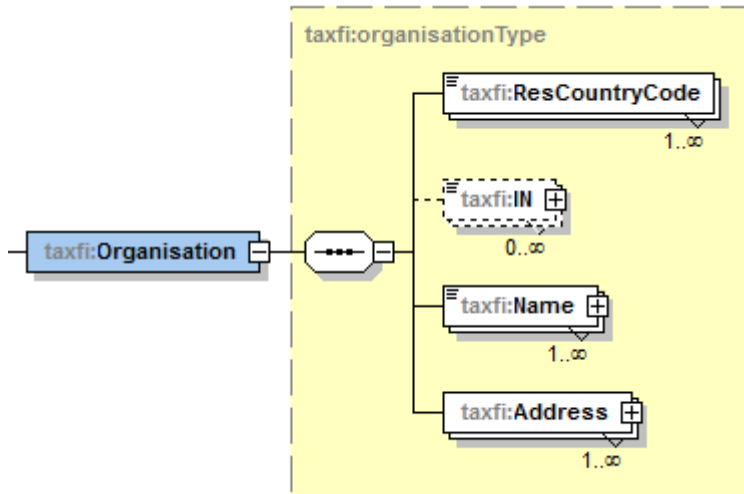 taxfi:organisationType
taxfi:ResCountryCode
1..∞
taxfi:IN
0..∞
taxfi:Organisation
taxfi:Name
1..∞
taxfi:Address
1..∞